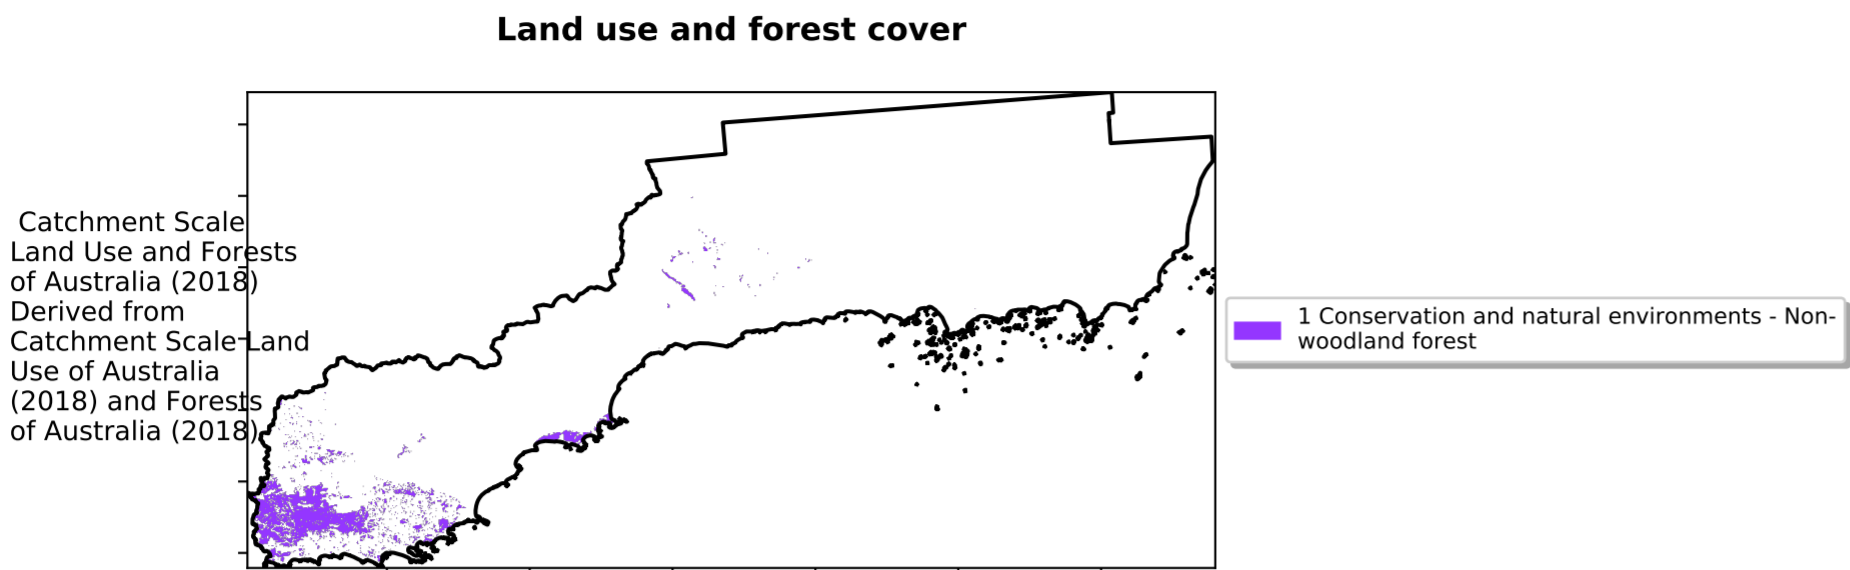 Land use and forest cover
Catchment Scale
Land Use and Forests
of Australia (2018)
Derived from
Catchment Scale Land
Use of Australia
(2018) and Forests
of Australia (2018)
1 Conservation and natural environments - Non-
woodland forest